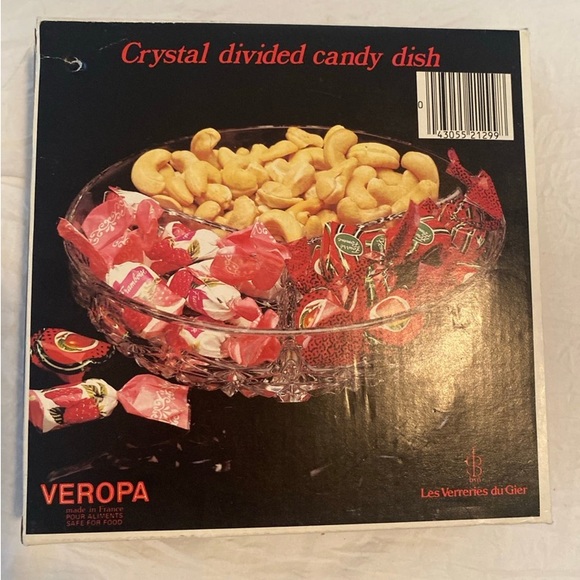 Crystal divided candy dish
0
43055 21299
VEROPA
made in France
POUR ALIMENTS
SAFE FOR FOOD
Les Verreries du Gier